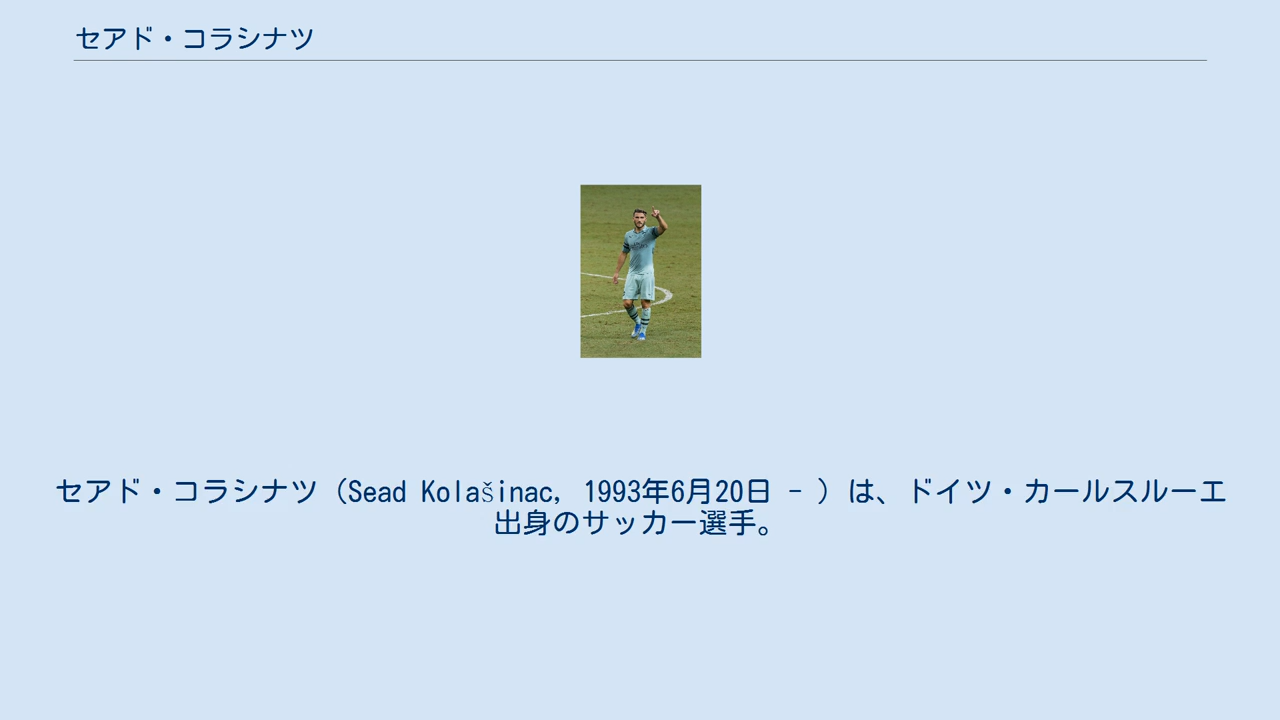 セアド・コラシナツ
セアド・コラシナツ（Sead Kolašinac, 1993年6月20日 - ）は、ドイツ・カールスルーエ
出身のサッカー選手。